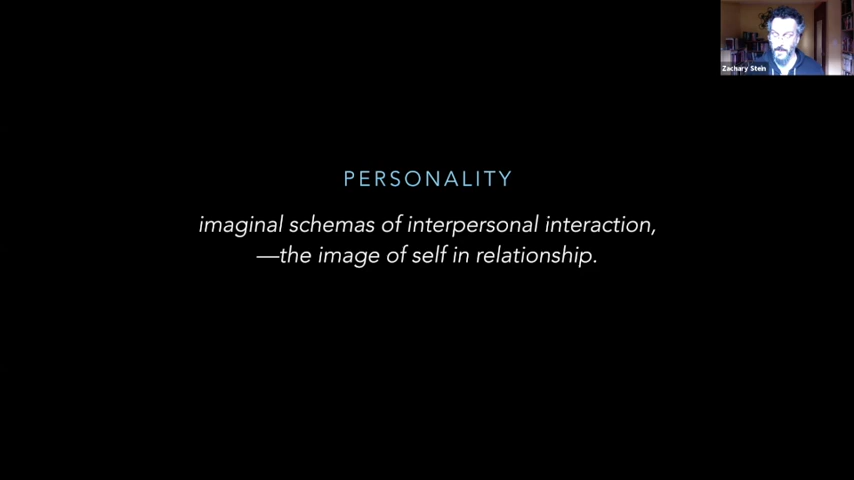 Zachary Stein
PERSONALITY
imaginal schemas of interpersonal interaction,
—the image of self in relationship.